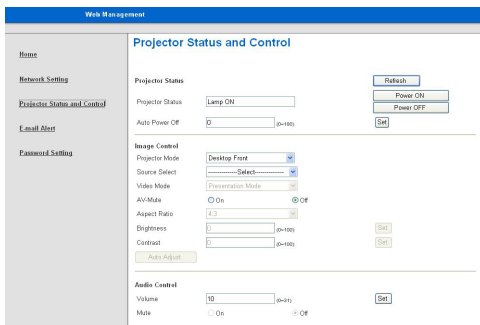 Web Management
Projector Status and Control
Home
Network Setting
Projector Status and Control
E-mail Alert
Password Setting
Projector Status
Refresh
Power ON
Projector Status Lamp ON
Power OFF
Auto Power Off 0 (0~100) Set
Image Control
Projector Mode Desktop Front
Source Select --------------Select--------------
Video Mode Presentation Mode
AV-Mute On Off
Aspect Ratio 4:3
Brightness 0 (0~100) Set
Contrast 0 (0~100) Set
Auto Adjust
Audio Control
Volume 10 (0~31) Set
Mute On Off